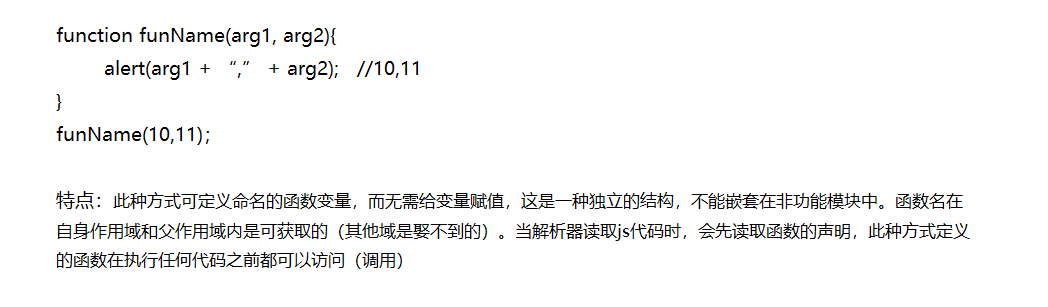 function funName(arg1, arg2){
alert(arg1 + “,” + arg2); //10,11
}
funName(10,11);
特点：此种方式可定义命名的函数变量，而无需给变量赋值，这是一种独立的结构，不能嵌套在非功能模块中。函数名在
自身作用域和父作用域内是可获取的（其他域是娶不到的）。当解析器读取js代码时，会先读取函数的声明，此种方式定义
的函数在执行任何代码之前都可以访问（调用）